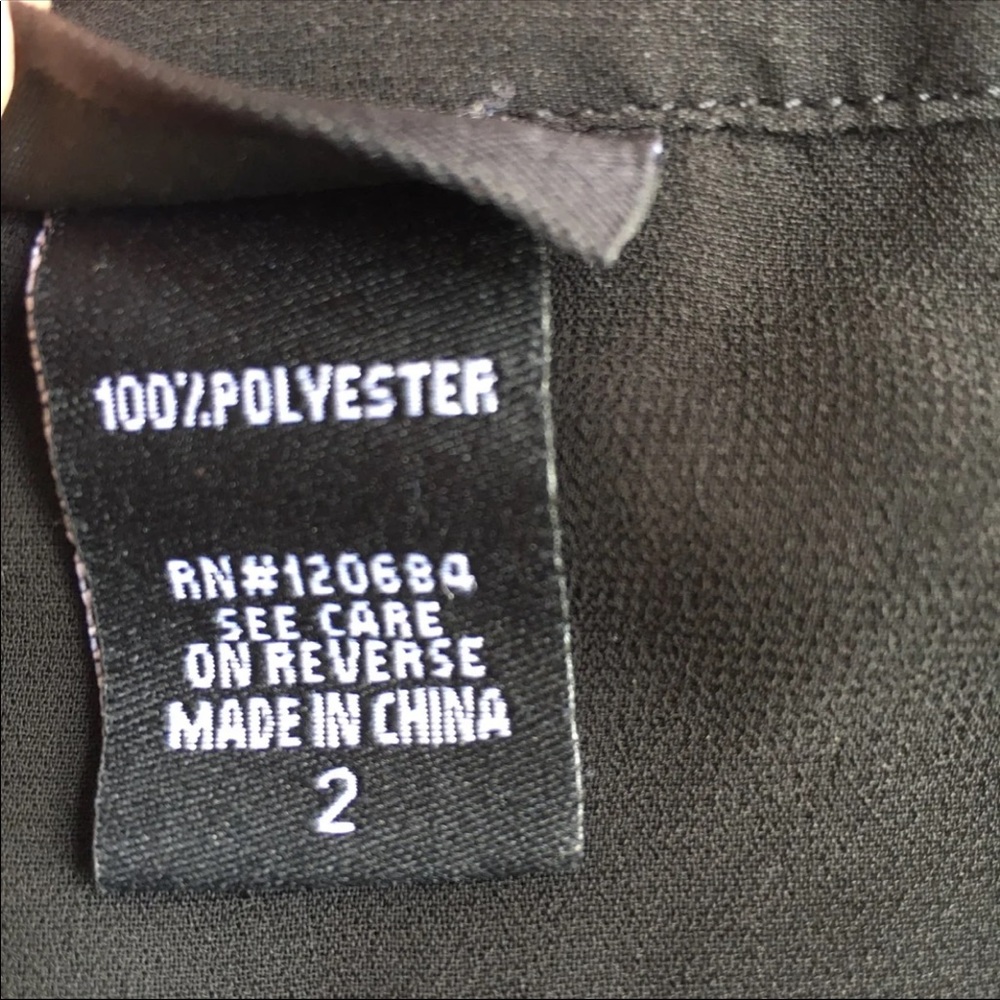 100%POLYESTER
RN#120684
SEE CARE
ON REVERSE
MADE IN CHINA
2